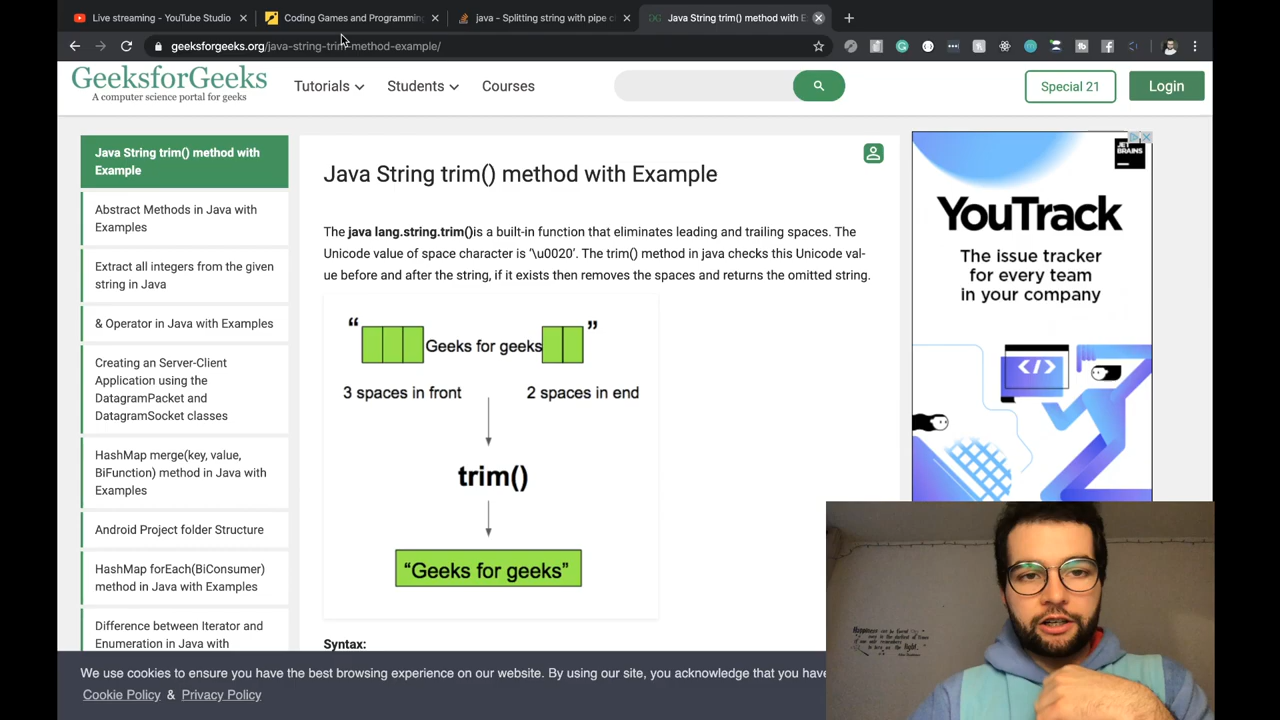 Live streaming - YouTube Studio
Coding Games and Programmin
java - Splitting string with pipe c
Java String trim() method with E
geeksforgeeks.org/java-string-trim-method-example/
GeeksforGeeks
A computer science portal for geeks
Tutorials
Students
Courses
Special 21
Login
Java String trim() method with
Example
Abstract Methods in Java with
Examples
Extract all integers from the given
string in Java
& Operator in Java with Examples
Creating an Server-Client
Application using the
DatagramPacket and
DatagramSocket classes
HashMap merge(key, value,
BiFunction) method in Java with
Examples
Android Project folder Structure
HashMap forEach(BiConsumer)
method in Java with Examples
Difference between Iterator and
Enumeration in Java with
Java String trim() method with Example
The java lang.string.trim()is a built-in function that eliminates leading and trailing spaces. The
Unicode value of space character is ‘\u0020’. The trim() method in java checks this Unicode val-
ue before and after the string, if it exists then removes the spaces and returns the omitted string.
“ Geeks for geeks ”
3 spaces in front
2 spaces in end
trim()
“Geeks for geeks”
Syntax:
JET
BRAINS
YouTrack
The issue tracker
for every team
in your company
</>
We use cookies to ensure you have the best browsing experience on our website. By using our site, you acknowledge that you have
Cookie Policy & Privacy Policy